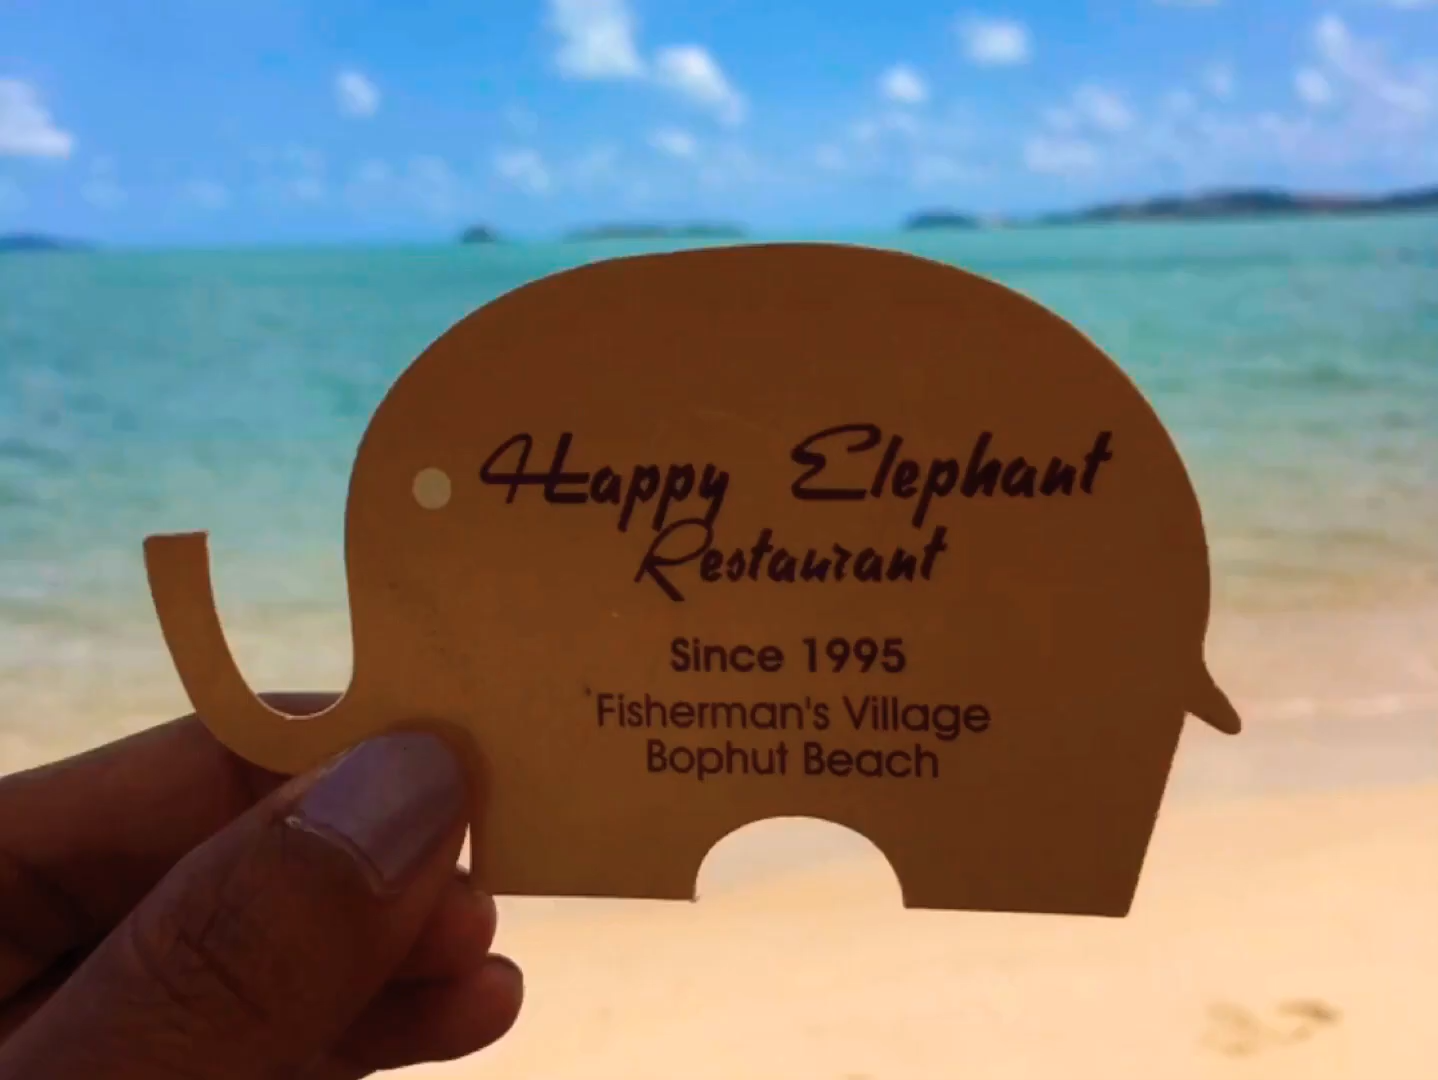 Happy Elephant
Restaurant
Since 1995
Fisherman's Village
Bophut Beach